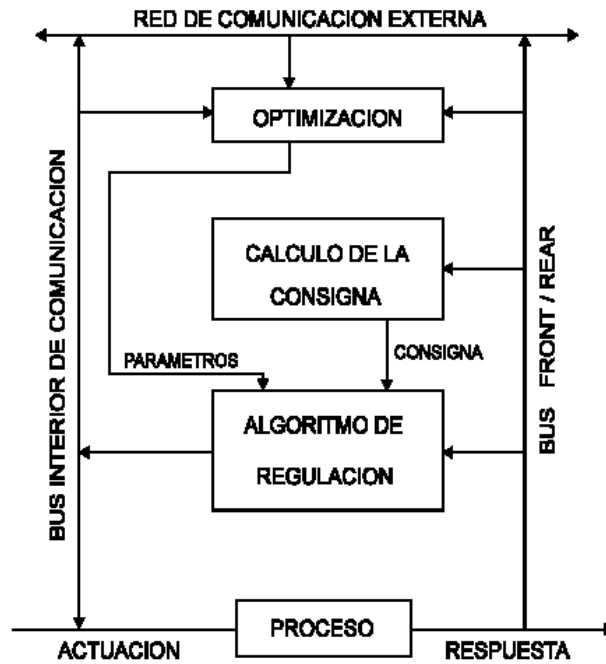 RED DE COMUNICACION EXTERNA
OPTIMIZACION
BUS INTERIOR DE COMUNICACION
CALCULO DE LA
CONSIGNA
BUS FRONT / REAR
PARAMETROS
CONSIGNA
ALGORITMO DE
REGULACION
PROCESO
ACTUACION
RESPUESTA